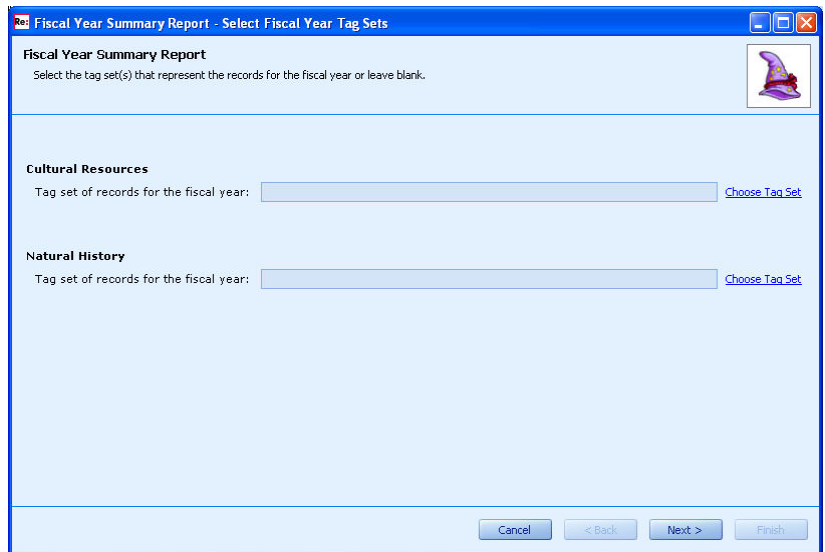 Re: Fiscal Year Summary Report - Select Fiscal Year Tag Sets
Fiscal Year Summary Report
Select the tag set(s) that represent the records for the fiscal year or leave blank.
Cultural Resources
Tag set of records for the fiscal year: Choose Tag Set
Natural History
Tag set of records for the fiscal year: Choose Tag Set
Cancel < Back Next > Finish